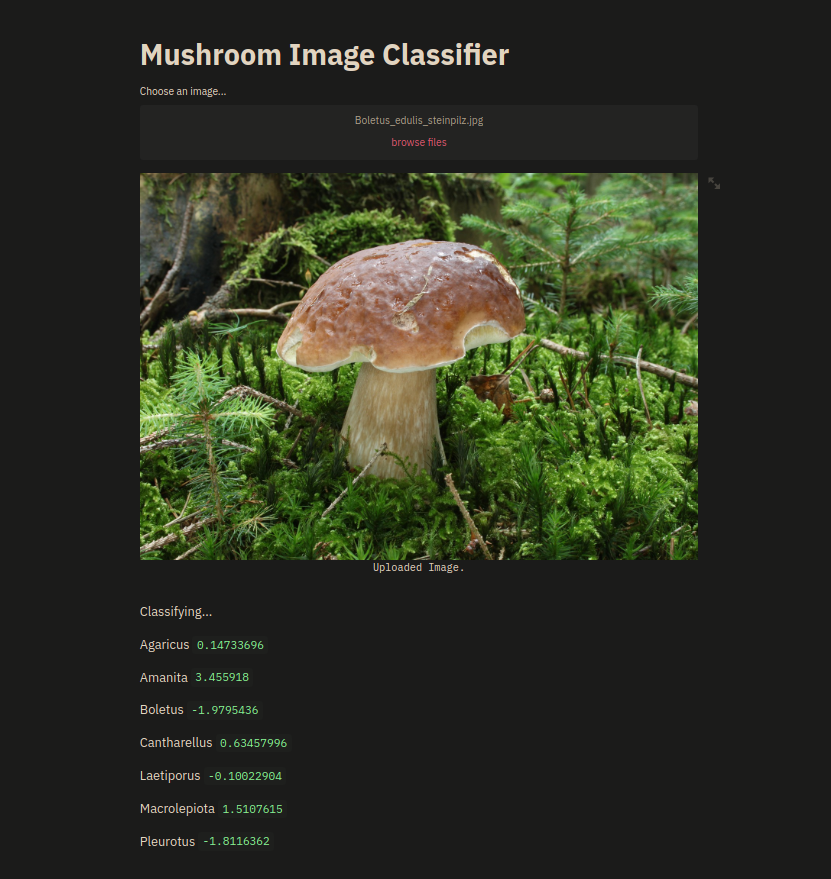 Mushroom Image Classifier
Choose an image...
Boletus_edulis_steinpilz.jpg
browse files
Uploaded Image.
Classifying...
Agaricus 0.14733696
Amanita 3.455918
Boletus -1.9795436
Cantharellus 0.63457996
Laetiporus -0.10022904
Macrolepiota 1.5107615
Pleurotus -1.8116362